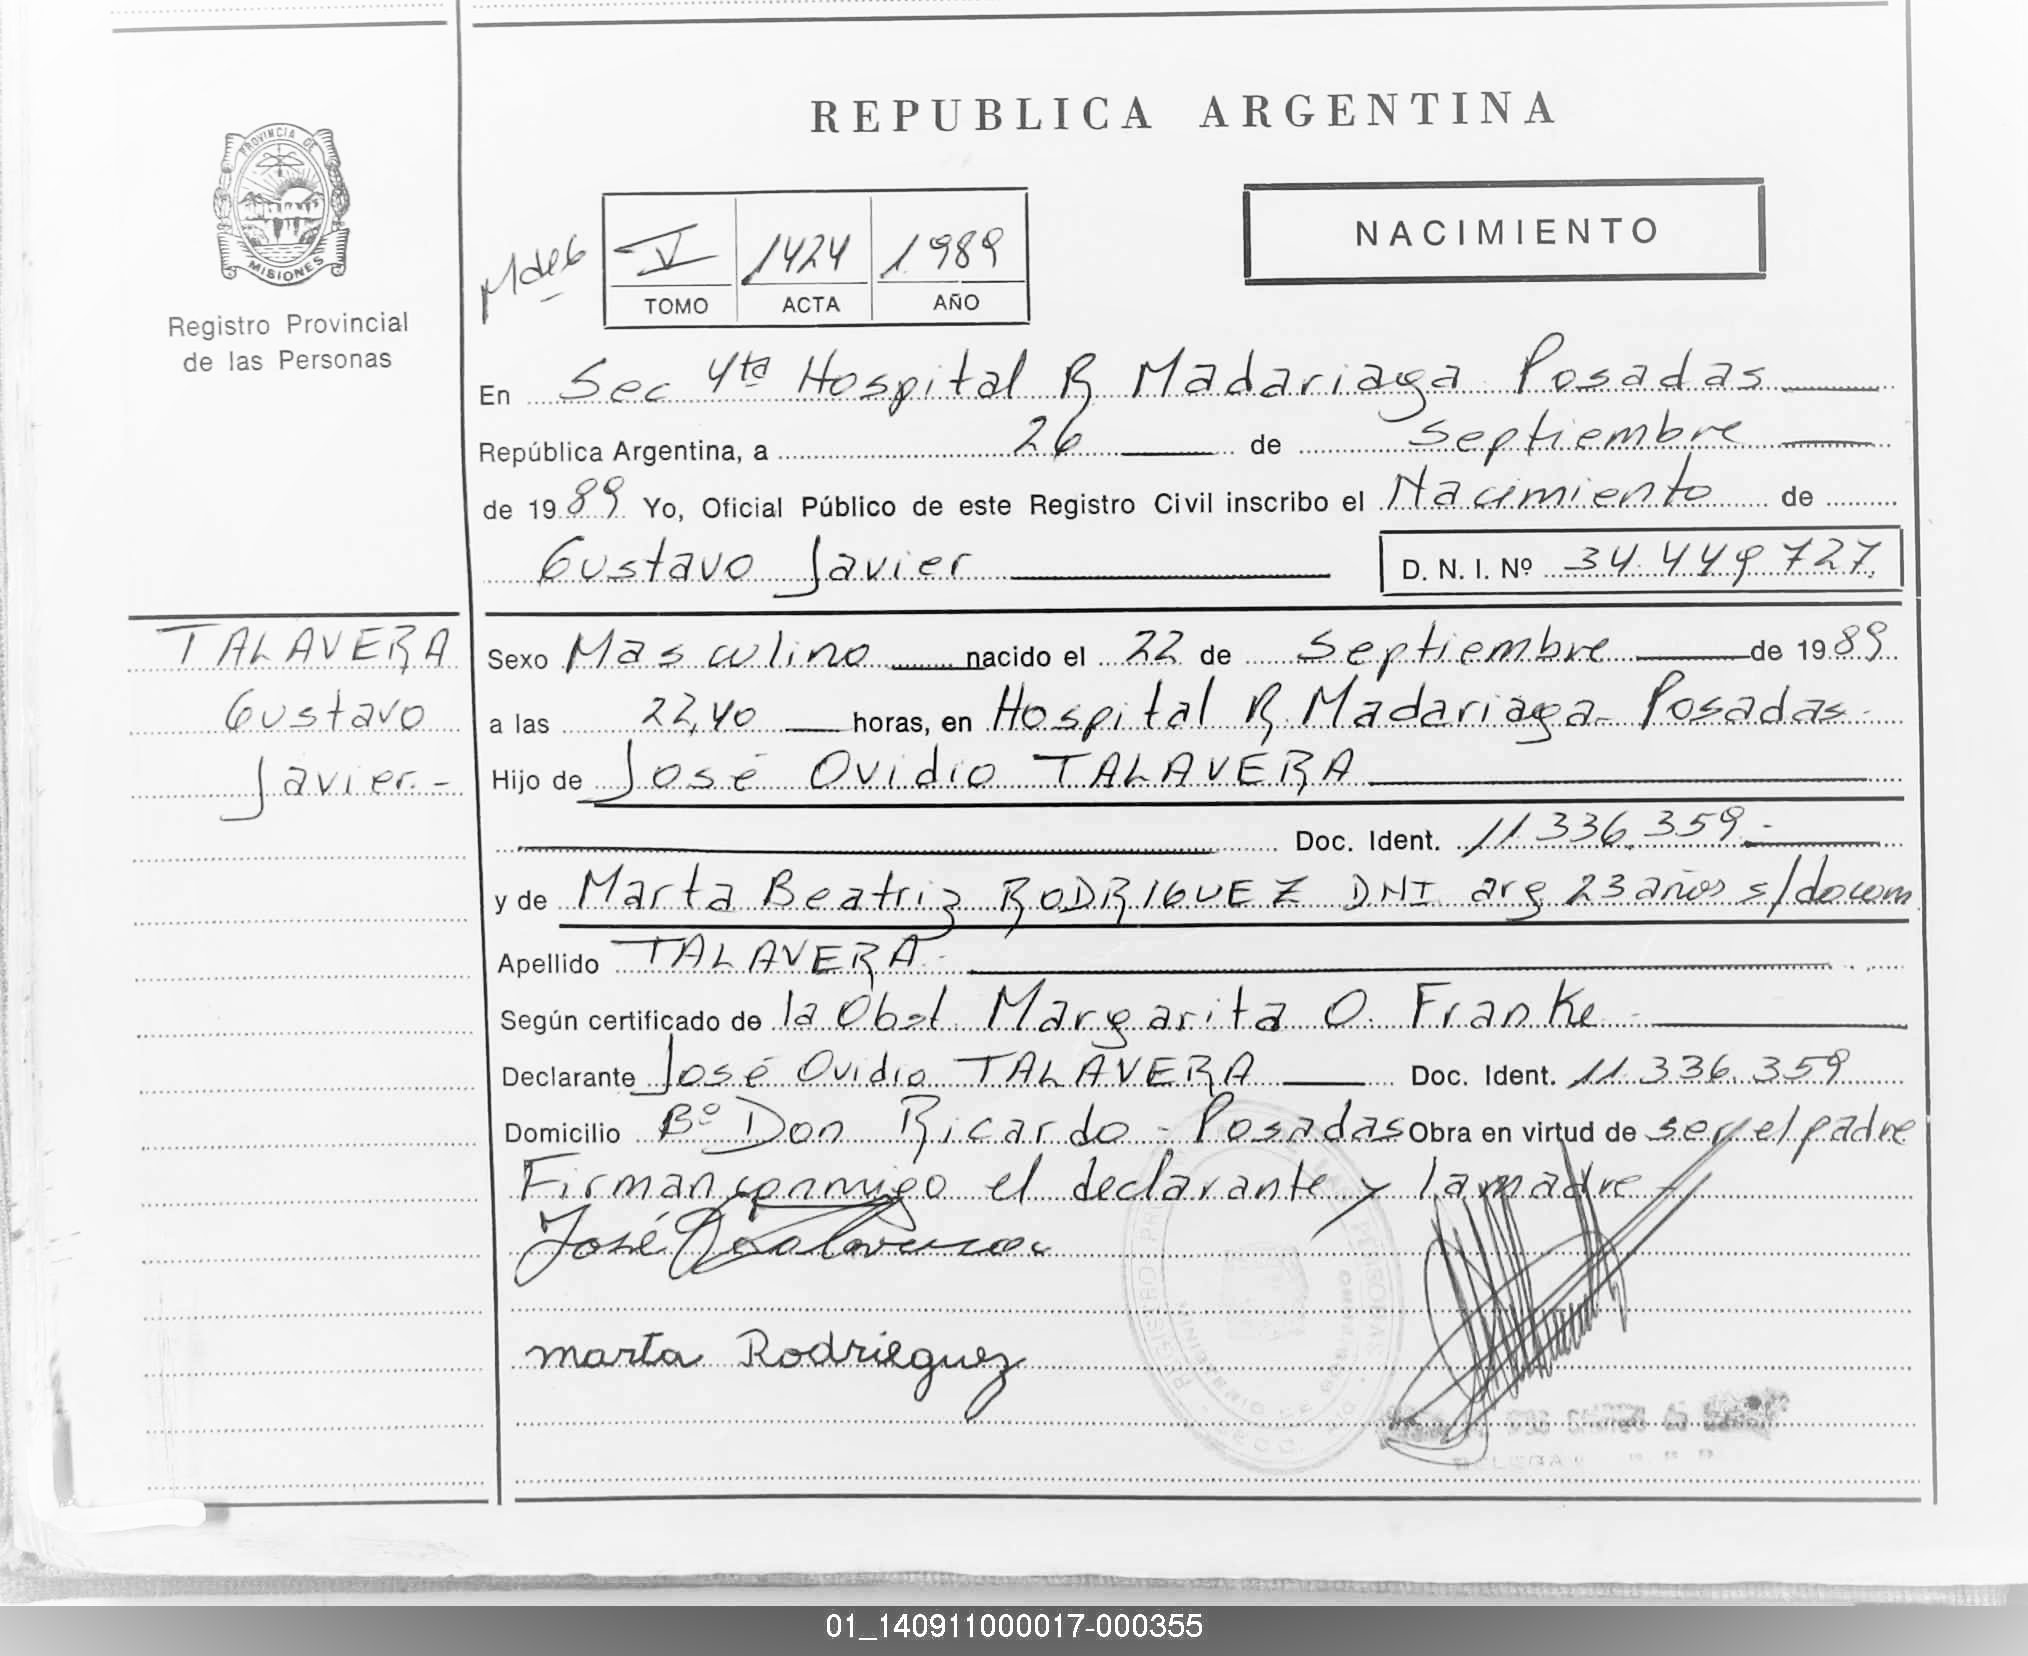 REPUBLICA ARGENTINA
PROVINCIA DE
MISIONES
Registro Provincial
de las Personas
NACIMIENTO
V 1424 1989
TOMO ACTA AÑO
En Sec 4ta Hospital R Madariaga Posadas
República Argentina, a 26 de Septiembre
de 1989 Yo, Oficial Público de este Registro Civil inscribo el Nacimiento de
Gustavo Javier D. N. I. Nº 34.449727.
TALAVERA
Gustavo
Javier.-
Sexo Masculino nacido el 22 de Septiembre de 1989
a las 22,40 horas, en Hospital R. Madariaga- Posadas-
Hijo de José Ovidio TALAVERA
Doc. Ident. 11.336.359.-
y de Marta Beatriz RODRIGUEZ DNI arg 23 años s/docum
Apellido TALAVERA.-
Según certificado de la Obst. Margarita O. Franke -
Declarante José Ovidio TALAVERA Doc. Ident. 11.336.359
Domicilio Bº Don Ricardo - Posadas Obra en virtud de ser el padre
Firman conmigo el declarante y la madre-
José Talavera
marta Rodrieguez
01_140911000017-000355